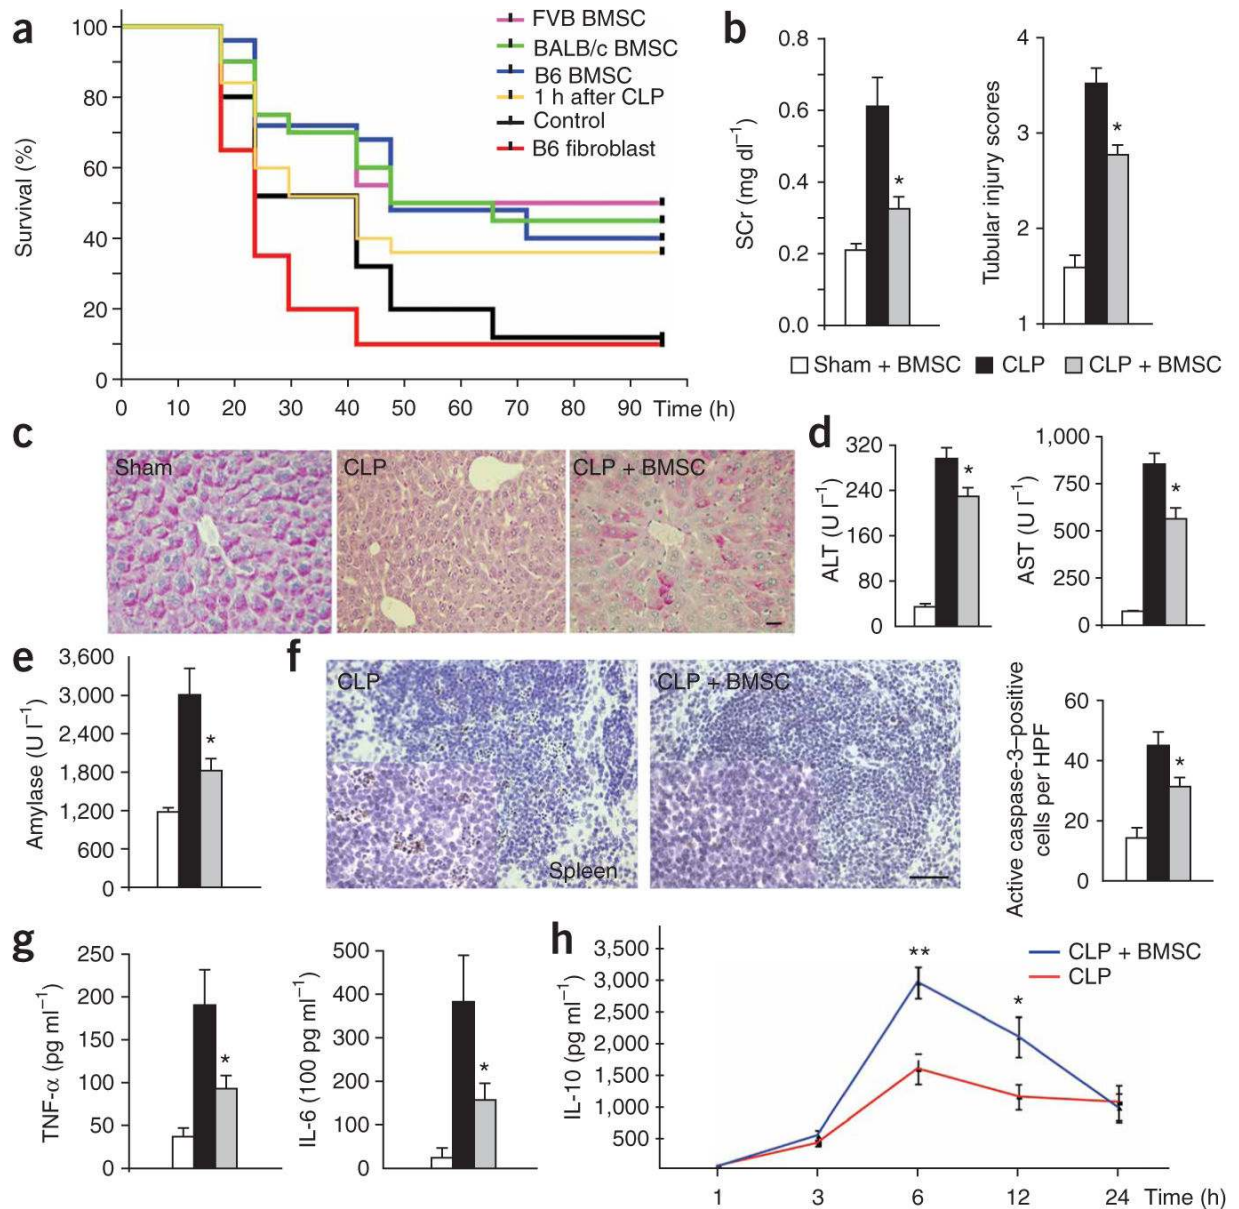 a
Survival (%)
100
80
60
40
20
0
0 10 20 30 40 50 60 70 80 90 Time (h)
FVB BMSC
BALB/c BMSC
B6 BMSC
1 h after CLP
Control
B6 fibroblast
b
SCr (mg dl⁻¹)
0.8
0.6
0.4
0.2
0.0
*
Tubular injury scores
4
3
2
1
*
Sham + BMSC CLP CLP + BMSC
c
Sham
CLP
CLP + BMSC
d
ALT (U l⁻¹)
320
240
160
80
0
*
AST (U l⁻¹)
1,000
750
500
250
0
*
e
Amylase (U l⁻¹)
3,600
3,000
2,400
1,800
1,200
600
0
*
f
CLP
Spleen
CLP + BMSC
Active caspase-3–positive
cells per HPF
60
40
20
0
*
g
TNF-α (pg ml⁻¹)
250
200
150
100
50
0
*
IL-6 (100 pg ml⁻¹)
500
400
300
200
100
0
*
h
IL-10 (pg ml⁻¹)
3,500
3,000
2,500
2,000
1,500
1,000
500
**
*
CLP + BMSC
CLP
1 3 6 12 24 Time (h)